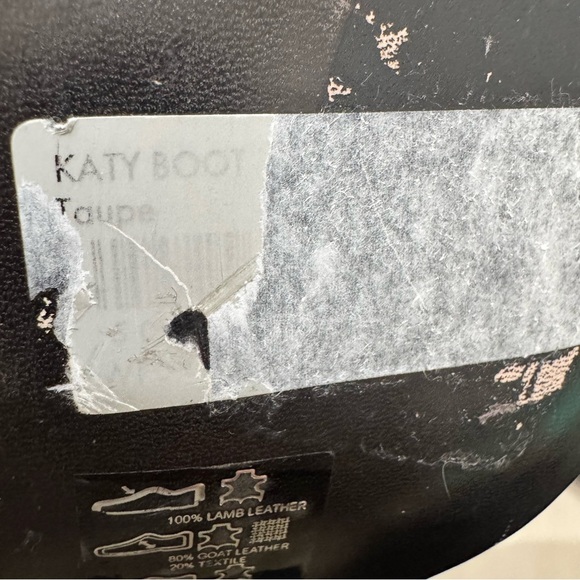 KATY BOOT
Taupe
100% LAMB LEATHER
80% GOAT LEATHER
20% TEXTILE